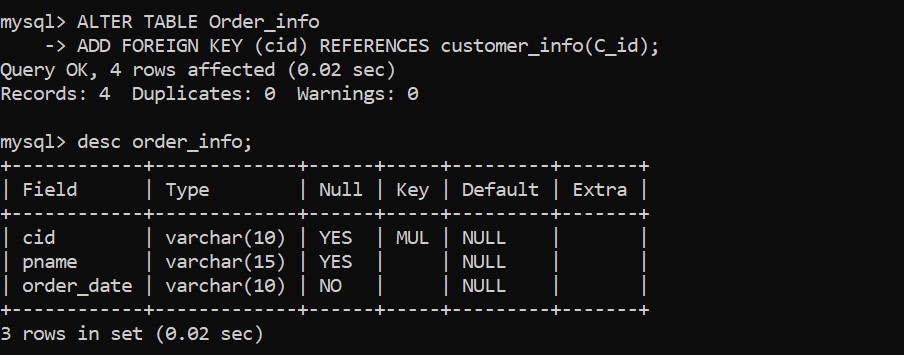 mysql> ALTER TABLE Order_info
    -> ADD FOREIGN KEY (cid) REFERENCES customer_info(C_id);
Query OK, 4 rows affected (0.02 sec)
Records: 4  Duplicates: 0  Warnings: 0

mysql> desc order_info;
+------------+-------------+------+-----+---------+-------+
| Field      | Type        | Null | Key | Default | Extra |
+------------+-------------+------+-----+---------+-------+
| cid        | varchar(10) | YES  | MUL | NULL    |       |
| pname      | varchar(15) | YES  |     | NULL    |       |
| order_date | varchar(10) | NO   |     | NULL    |       |
+------------+-------------+------+-----+---------+-------+
3 rows in set (0.02 sec)